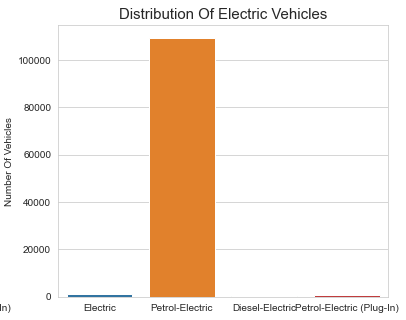 Distribution Of Electric Vehicles
Number Of Vehicles
100000
80000
60000
40000
20000
0
In)
Electric
Petrol-Electric
Diesel-Electric
Petrol-Electric (Plug-In)